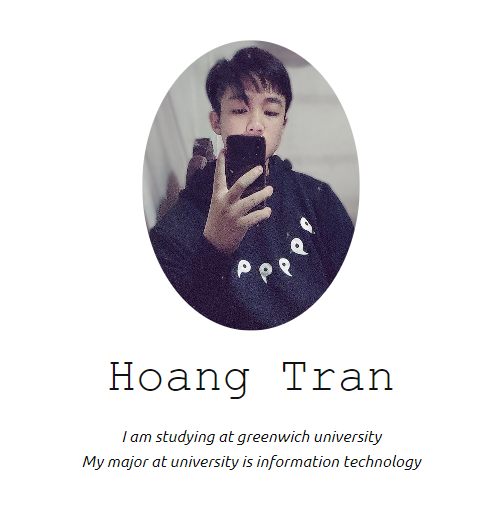 Hoang Tran
I am studying at greenwich university
My major at university is information technology